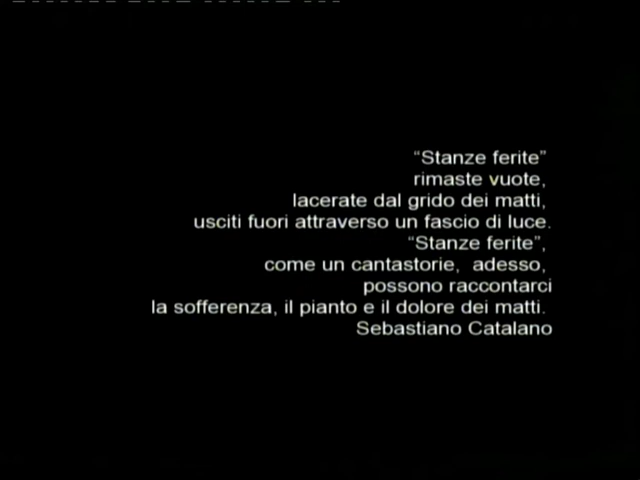 “Stanze ferite”
rimaste vuote,
lacerate dal grido dei matti,
usciti fuori attraverso un fascio di luce.
“Stanze ferite”,
come un cantastorie,  adesso,
possono raccontarci
la sofferenza, il pianto e il dolore dei matti.
Sebastiano Catalano